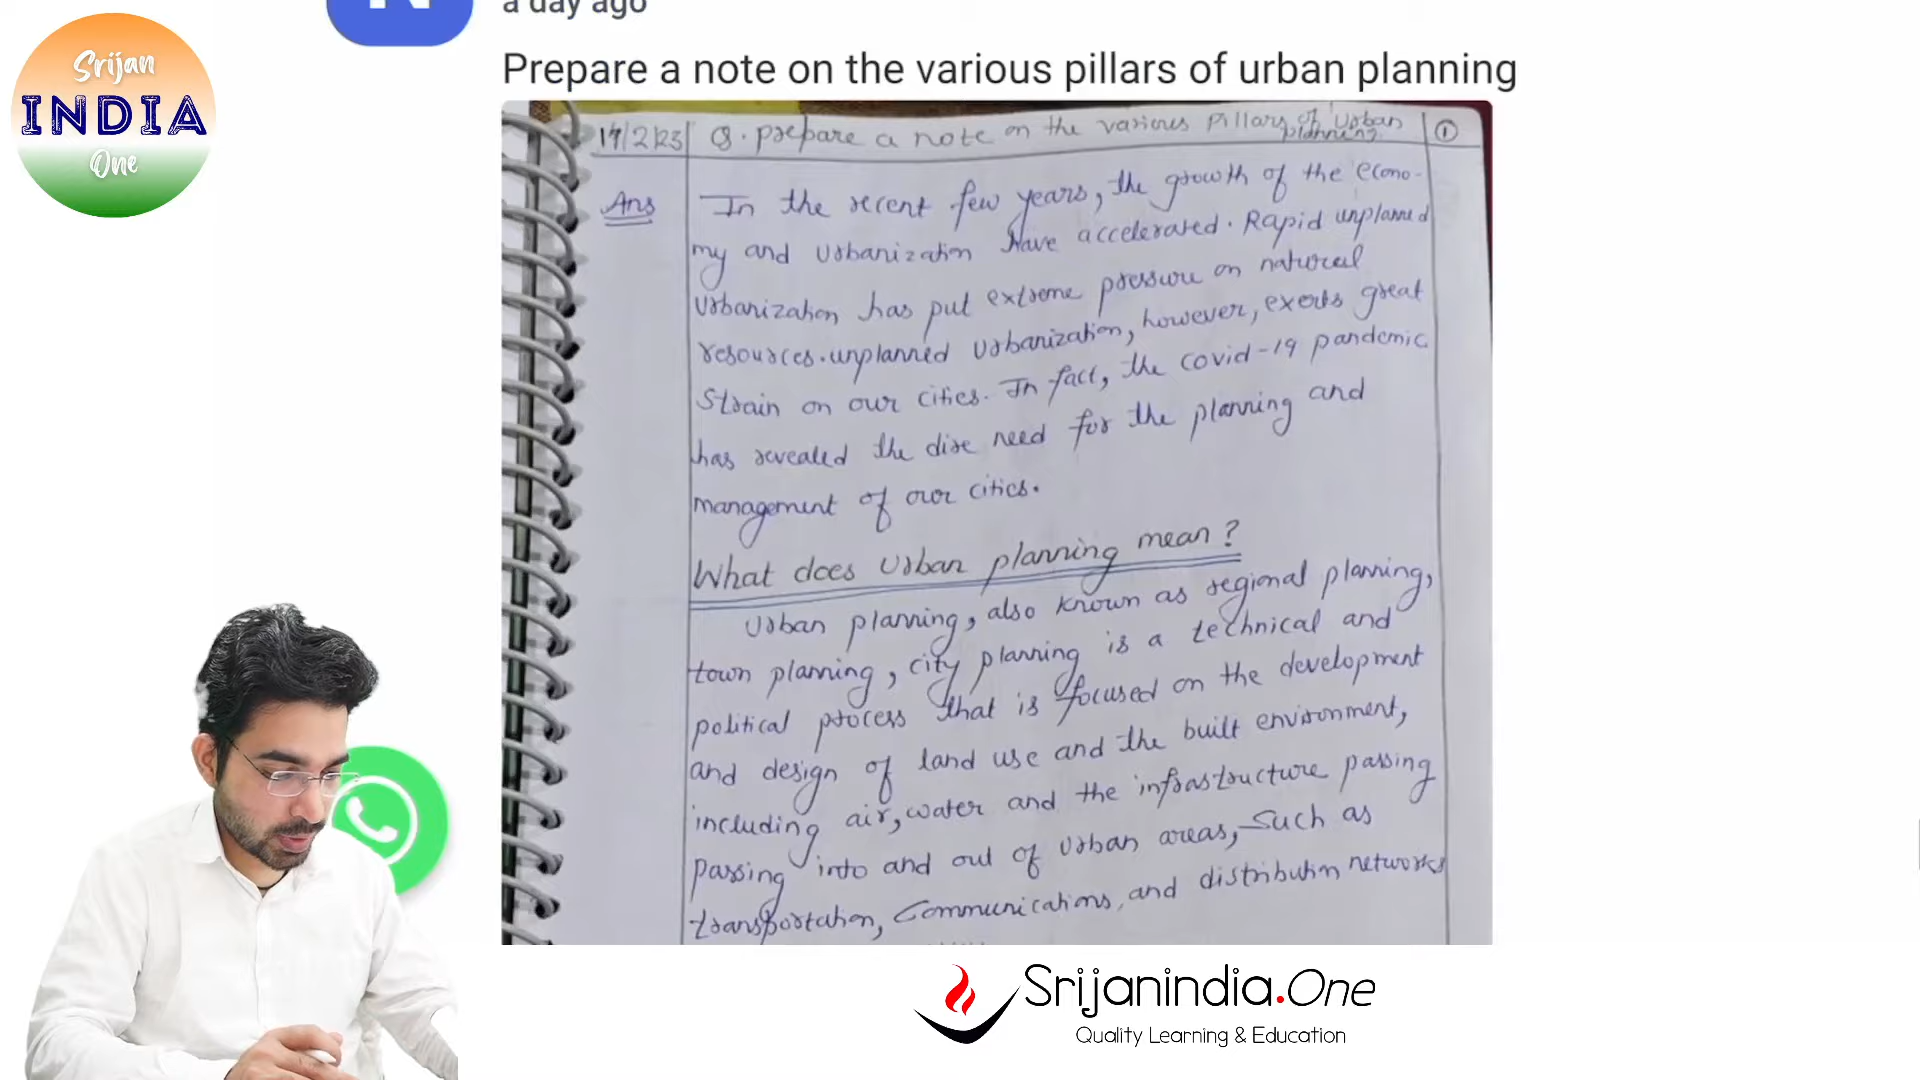 Srijan
INDIA
One
a day ago
Prepare a note on the various pillars of urban planning
17/2/23 Q. prepare a note on the various Pillars of Urban planning. 1
Ans In the recent few years, the growth of the econo-
my and Urbanization have accelerated. Rapid unplanned
Urbanization has put extreme pressure on natural
resources. unplanned Urbanization, however, exerts great
Strain on our cities. In fact, the covid-19 pandemic
has revealed the dire need for the planning and
management of our cities.
What does Urban planning mean?
Urban planning, also known as regional planning,
town planning, city planning is a technical and
political process that is focused on the development
and design of land use and the built environment,
including air, water and the infrastructure passing
passing into and out of Urban areas, Such as
transportation, Communications, and distribution networks
Srijanindia.One
Quality Learning & Education